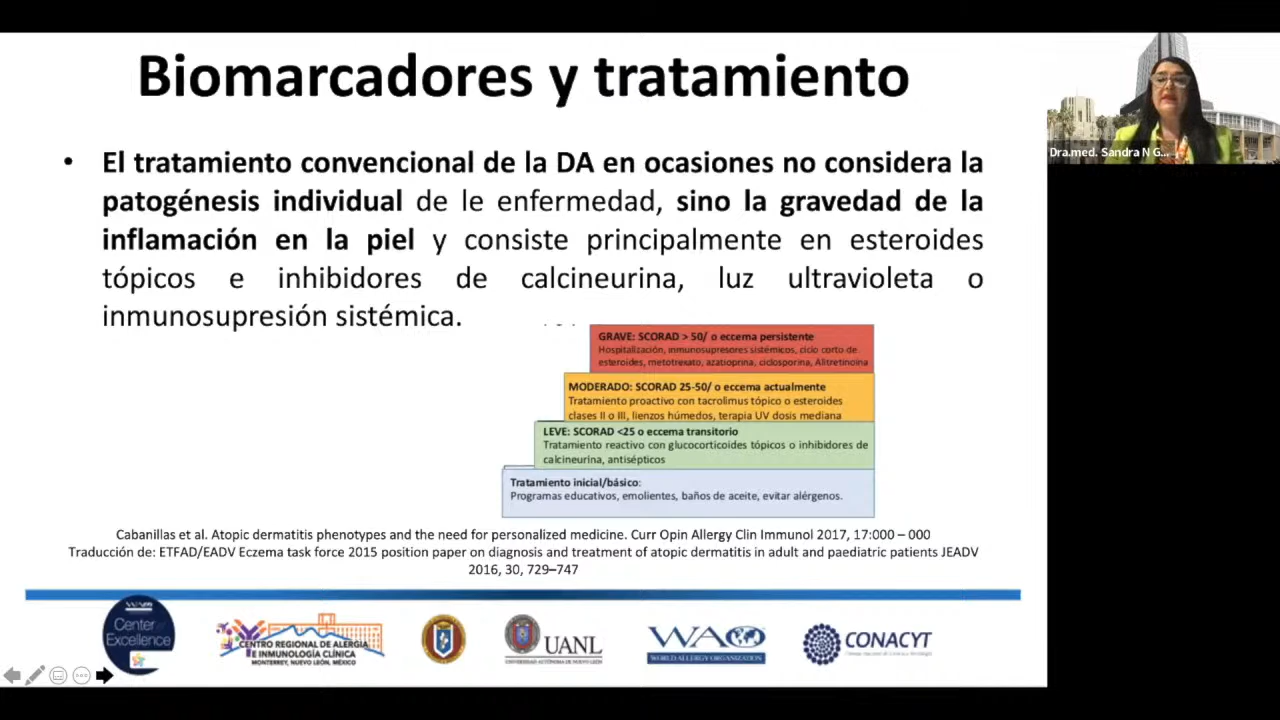 Biomarcadores y tratamiento
• El tratamiento convencional de la DA en ocasiones no considera la
patogénesis individual de le enfermedad, sino la gravedad de la
inflamación en la piel y consiste principalmente en esteroides
tópicos e inhibidores de calcineurina, luz ultravioleta o
inmunosupresión sistémica.
GRAVE: SCORAD > 50/ o eccema persistente
Hospitalización, inmunosupresores sistémicos, ciclo corto de
esteroides, metotrexato, azatioprina, ciclosporina, Alitretinoina
MODERADO: SCORAD 25-50/ o eccema actualmente
Tratamiento proactivo con tacrolimus tópico o esteroides
clases II o III, lienzos húmedos, terapia UV dosis mediana
LEVE: SCORAD <25 o eccema transitorio
Tratamiento reactivo con glucocorticoides tópicos o inhibidores de
calcineurina, antisépticos
Tratamiento inicial/básico:
Programas educativos, emolientes, baños de aceite, evitar alérgenos.
Cabanillas et al. Atopic dermatitis phenotypes and the need for personalized medicine. Curr Opin Allergy Clin Immunol 2017, 17:000 – 000
Traducción de: ETFAD/EADV Eczema task force 2015 position paper on diagnosis and treatment of atopic dermatitis in adult and paediatric patients JEADV
2016, 30, 729–747
Dra.med. Sandra N G...
WAO
Center of
Excellence
CENTRO REGIONAL DE ALERGIA
E INMUNOLOGÍA CLÍNICA
MONTERREY, NUEVO LEÓN, MÉXICO
UANL
UNIVERSIDAD AUTÓNOMA DE NUEVO LEÓN
WAO
WORLD ALLERGY ORGANIZATION
CONACYT